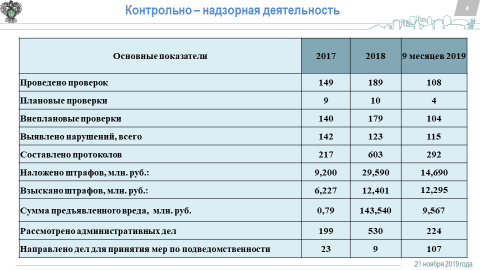 Контрольно – надзорная деятельность
4
Основные показатели 2017 2018 9 месяцев 2019
Проведено проверок 149 189 108
Плановые проверки 9 10 4
Внеплановые проверки 140 179 104
Выявлено нарушений, всего 142 123 115
Составлено протоколов 217 603 292
Наложено штрафов, млн. руб.: 9,200 29,590 14,690
Взыскано штрафов, млн. руб.: 6,227 12,401 12,295
Сумма предъявленного вреда, млн. руб. 0,79 143,540 9,567
Рассмотрено административных дел 199 530 224
Направлено дел для принятия мер по подведомственности 23 9 107
21 ноября 2019 года